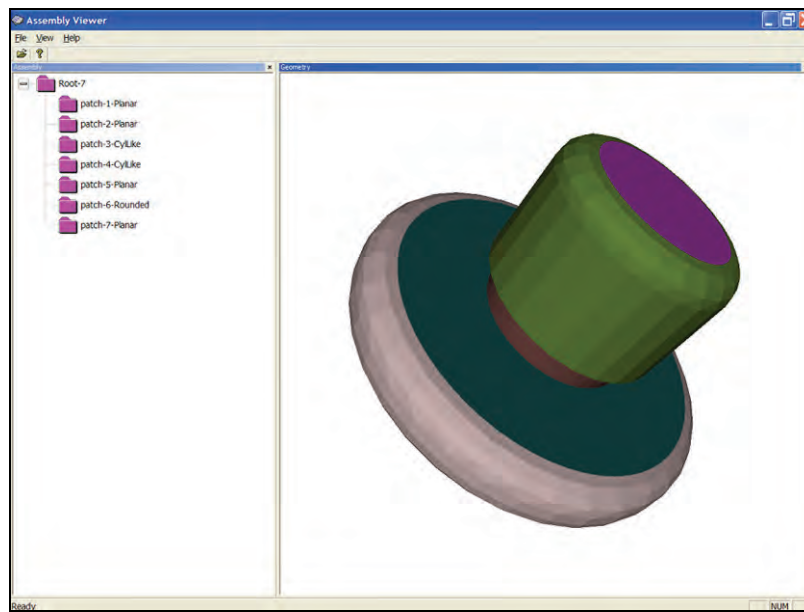 Assembly Viewer
File View Help
Assembly
Geometry
Root-7
patch-1-Planar
patch-2-Planar
patch-3-CylLike
patch-4-CylLike
patch-5-Planar
patch-6-Rounded
patch-7-Planar
Ready
NUM